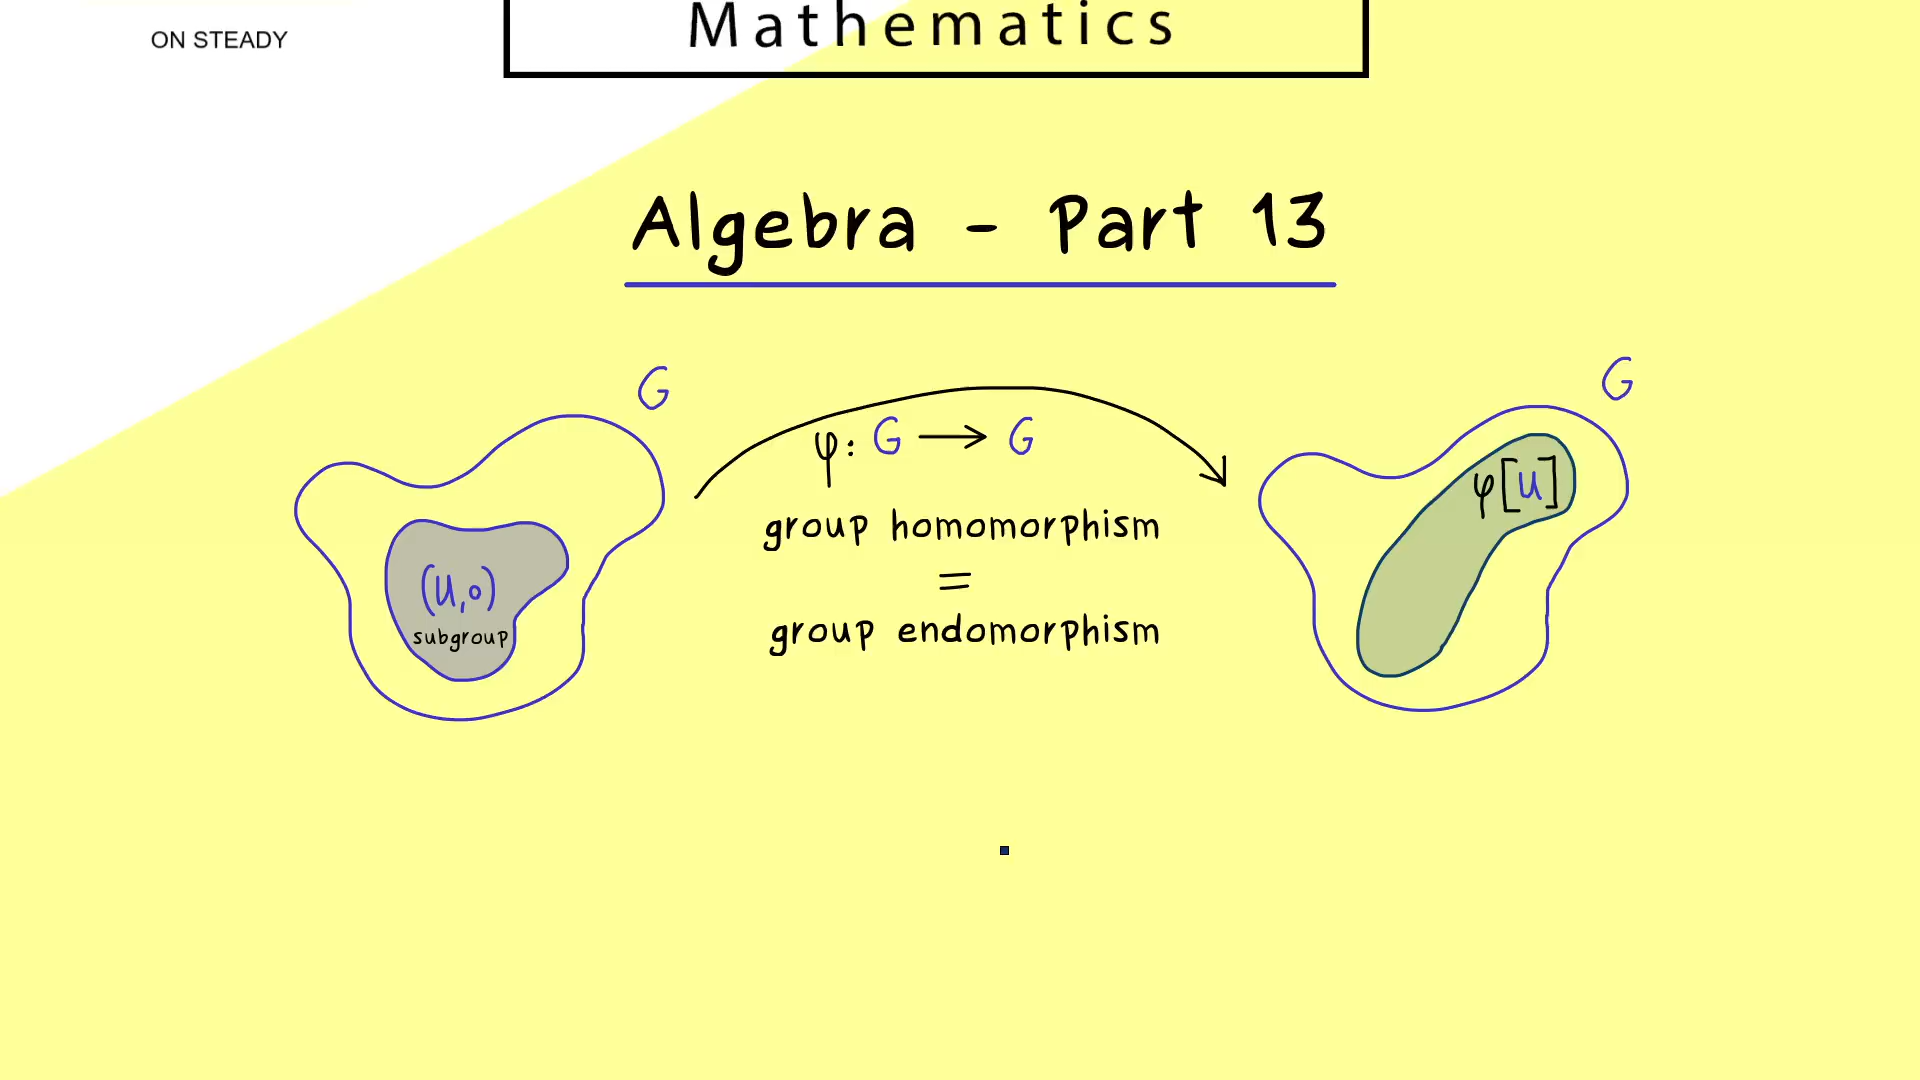 Mathematics
ON STEADY
Algebra - Part 13
G
G
φ: G → G
φ[U]
group homomorphism
=
(U,∘)
subgroup
group endomorphism